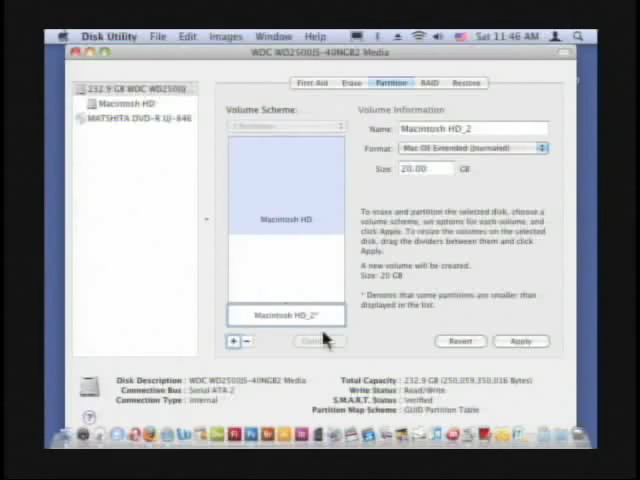 Disk Utility File Edit Images Window Help Sat 11:46 AM
WDC WD2500JS-40NGB2 Media
232.9 GB WDC WD2500JJ
Macintosh HD
MATSHITA DVD-R UJ-846
First Aid Erase Partition RAID Restore
Volume Scheme:
Volume Information
Name: Macintosh HD_2
Format: Mac OS Extended (Journaled)
Size: 20.00 GB
Macintosh HD
To erase and partition the selected disk, choose a
volume scheme, set options for each volume, and
click Apply. To resize the volumes on the selected
disk, drag the dividers between them and click
Apply.
A new volume will be created.
Size: 20 GB
* Denotes that some partitions are smaller than
displayed in the list.
Macintosh HD_2*
+ −
Revert Apply
Disk Description : WDC WD2500JS-40NGB2 Media
Connection Bus : Serial ATA 2
Connection Type : Internal
Total Capacity : 232.9 GB (250,059,350,016 Bytes)
Write Status : Read/Write
S.M.A.R.T. Status : Verified
Partition Map Scheme : GUID Partition Table
?